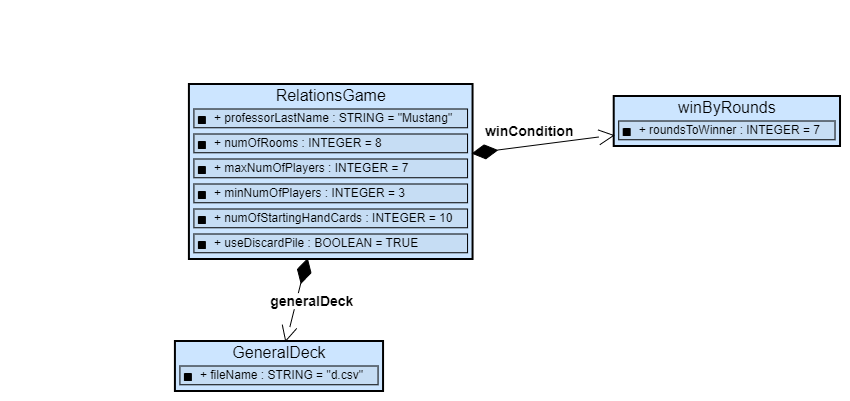 RelationsGame
+ professorLastName : STRING = "Mustang"
+ numOfRooms : INTEGER = 8
+ maxNumOfPlayers : INTEGER = 7
+ minNumOfPlayers : INTEGER = 3
+ numOfStartingHandCards : INTEGER = 10
+ useDiscardPile : BOOLEAN = TRUE
winCondition
winByRounds
+ roundsToWinner : INTEGER = 7
generalDeck
GeneralDeck
+ fileName : STRING = "d.csv"